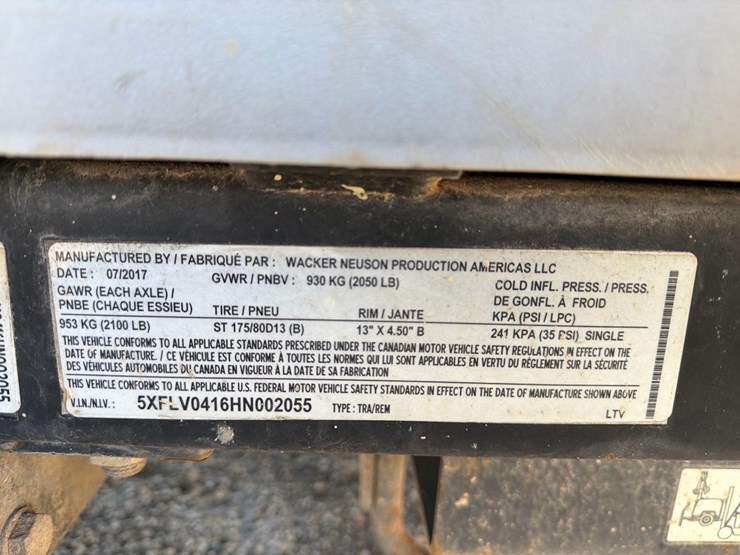 MANUFACTURED BY / FABRIQUÉ PAR : WACKER NEUSON PRODUCTION AMERICAS LLC
DATE : 07/2017 GVWR / PNBV : 930 KG (2050 LB) COLD INFL. PRESS. / PRESS.
GAWR (EACH AXLE) / DE GONFL. À FROID
PNBE (CHAQUE ESSIEU) TIRE / PNEU RIM / JANTE KPA (PSI / LPC)
953 KG (2100 LB) ST 175/80D13 (B) 13" X 4.50" B 241 KPA (35 PSI) SINGLE
THIS VEHICLE CONFORMS TO ALL APPLICABLE STANDARDS PRESCRIBED UNDER THE CANADIAN MOTOR VEHICLE SAFETY REGULATIONS IN EFFECT ON THE
DATE OF MANUFACTURE. / CE VÉHICULE EST CONFORME À TOUTES LES NORMES QUI LUI SONT APPLICABLES EN VERTU DU RÈGLEMENT SUR LA SÉCURITÉ
DES VÉHICULES AUTOMOBILES DU CANADA EN VIGUEUR À LA DATE DE SA FABRICATION
THIS VEHICLE CONFORMS TO ALL APPLICABLE U.S. FEDERAL MOTOR VEHICLE SAFETY STANDARDS IN EFFECT ON THE DATE OF MANUFACTURE SHOWN ABOVE
V.I.N./N.I.V. : 5XFLV0416HN002055 TYPE : TRA/REM LTV